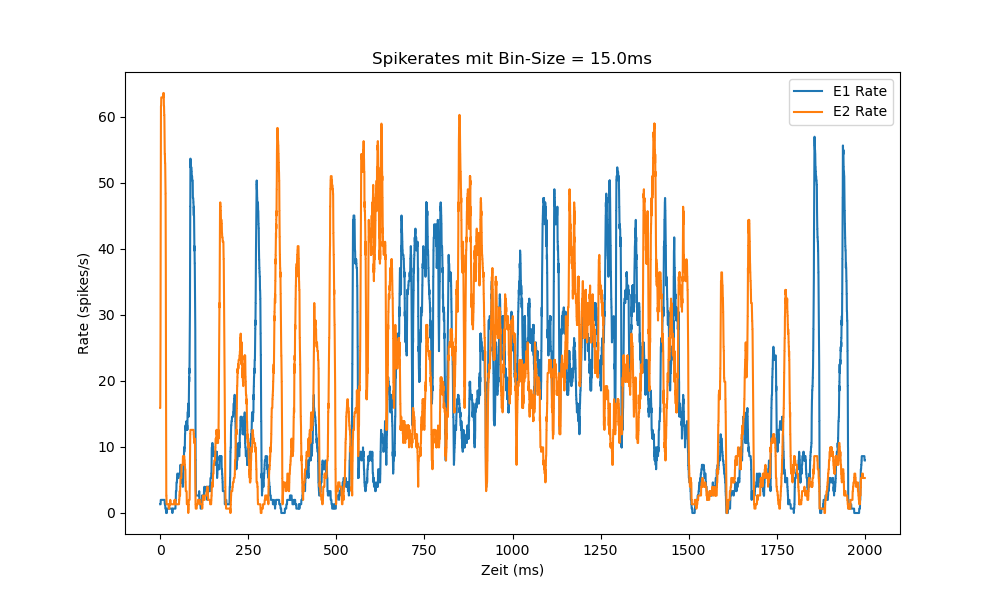 Spikerates mit Bin-Size = 15.0ms
E1 Rate
E2 Rate
Rate (spikes/s)
60
50
40
30
20
10
0
0 250 500 750 1000 1250 1500 1750 2000
Zeit (ms)